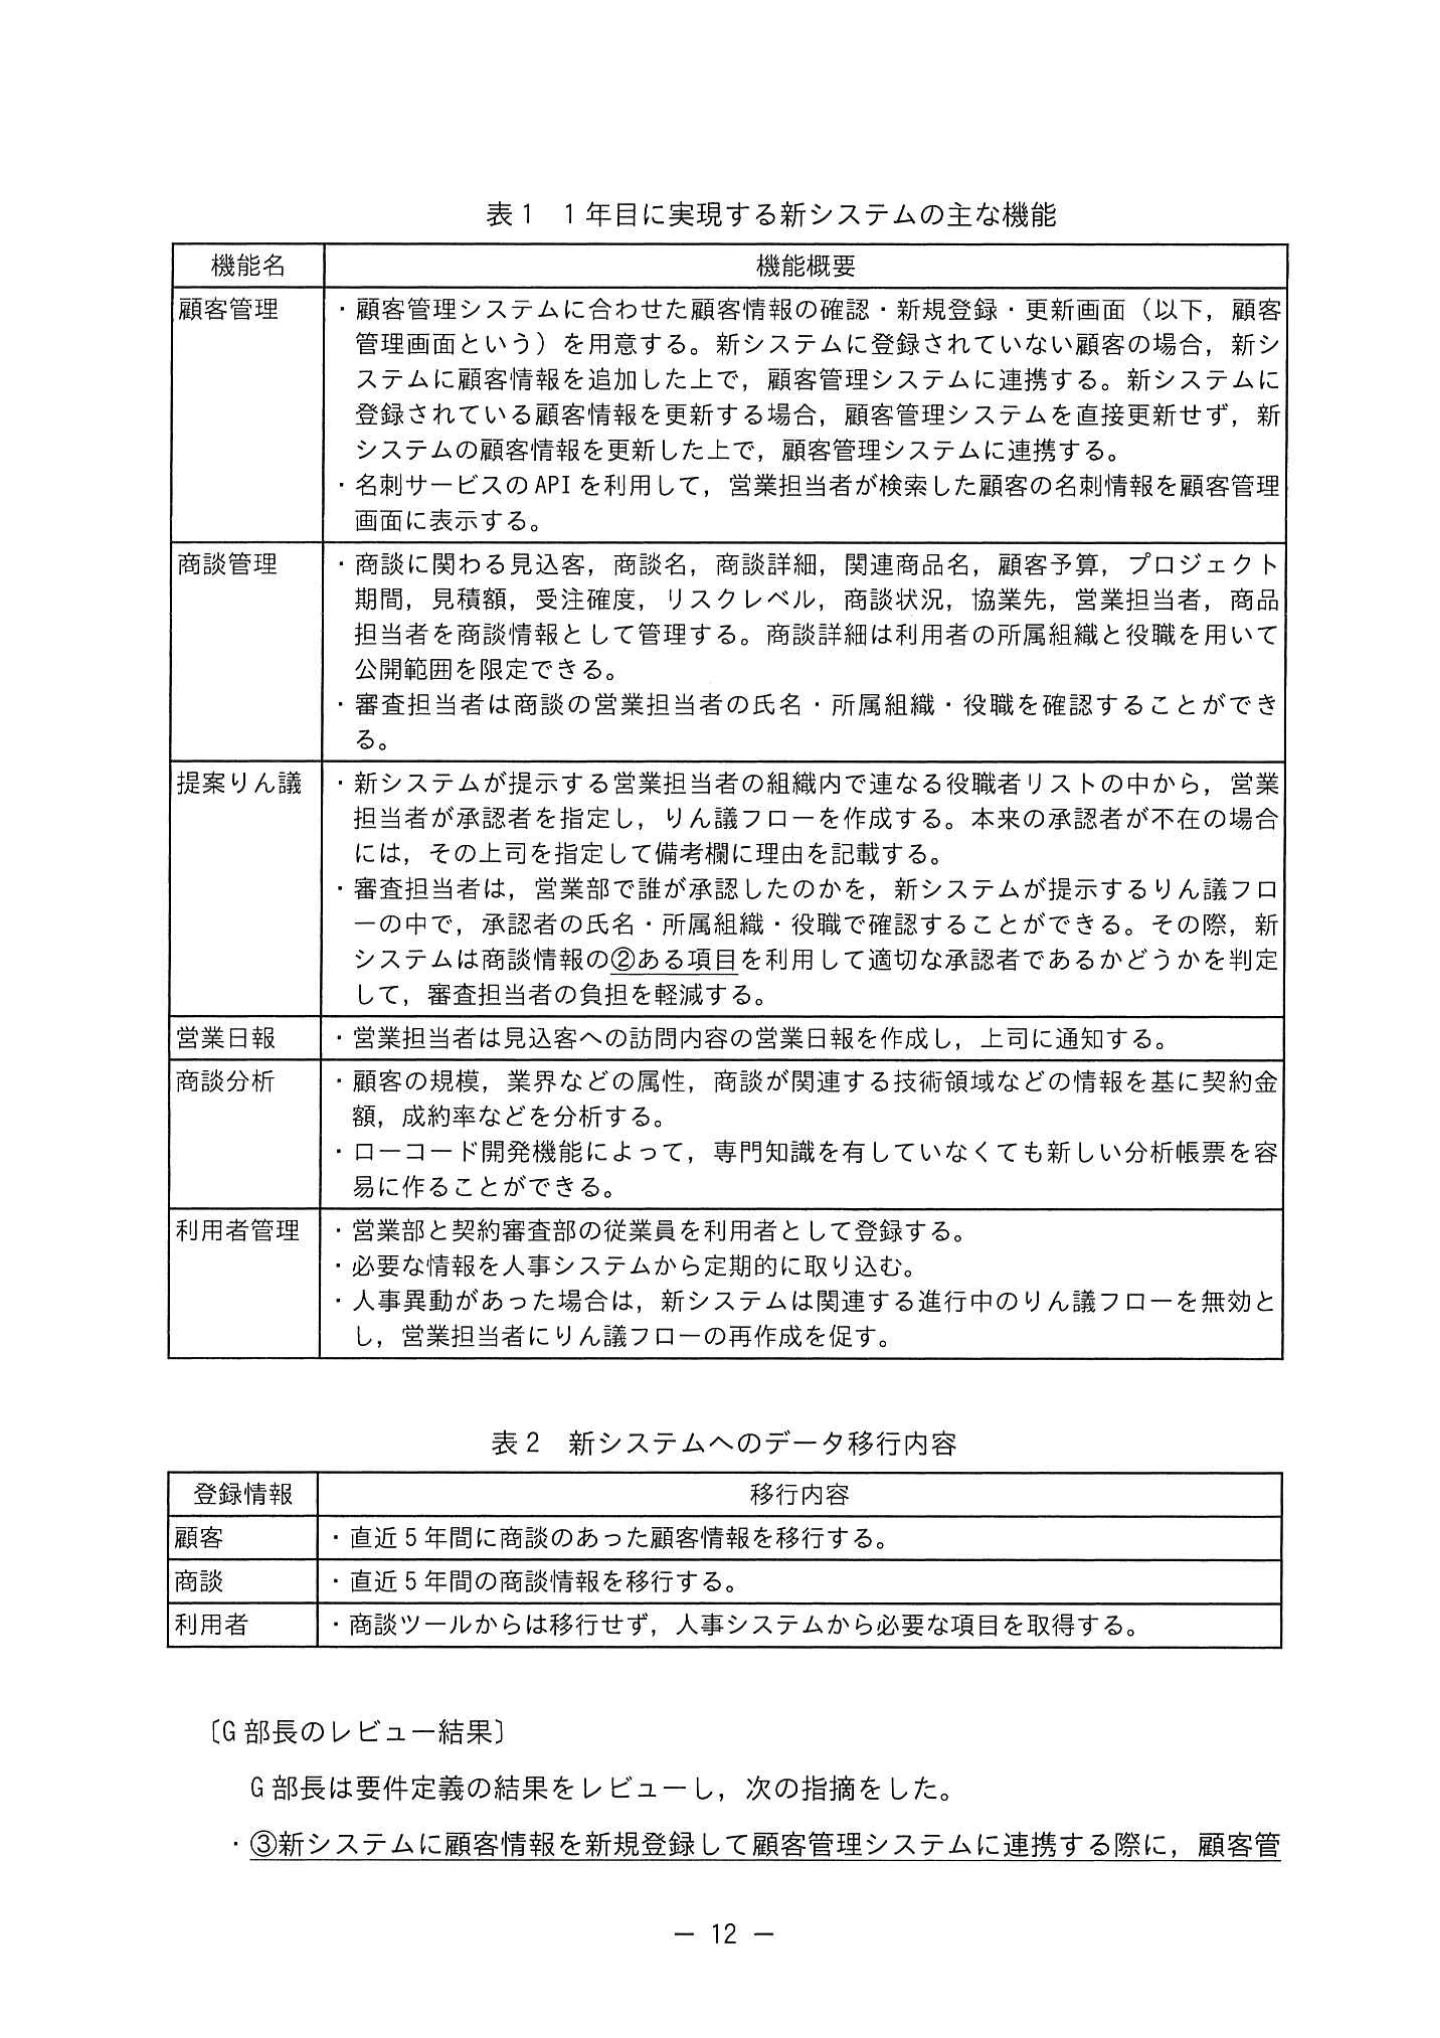 表1　1年目に実現する新システムの主な機能
機能名　機能概要
顧客管理　・顧客管理システムに合わせた顧客情報の確認・新規登録・更新画面（以下，顧客
管理画面という）を用意する。新システムに登録されていない顧客の場合，新シ
ステムに顧客情報を追加した上で，顧客管理システムに連携する。新システムに
登録されている顧客情報を更新する場合，顧客管理システムを直接更新せず，新
システムの顧客情報を更新した上で，顧客管理システムに連携する。
・名刺サービスのAPIを利用して，営業担当者が検索した顧客の名刺情報を顧客管理
画面に表示する。
商談管理　・商談に関わる見込客，商談名，商談詳細，関連商品名，顧客予算，プロジェクト
期間，見積額，受注確度，リスクレベル，商談状況，協業先，営業担当者，商品
担当者を商談情報として管理する。商談詳細は利用者の所属組織と役職を用いて
公開範囲を限定できる。
・審査担当者は商談の営業担当者の氏名・所属組織・役職を確認することができ
る。
提案りん議　・新システムが提示する営業担当者の組織内で連なる役職者リストの中から，営業
担当者が承認者を指定し，りん議フローを作成する。本来の承認者が不在の場合
には，その上司を指定して備考欄に理由を記載する。
・審査担当者は，営業部で誰が承認したのかを，新システムが提示するりん議フロ
ーの中で，承認者の氏名・所属組織・役職で確認することができる。その際，新
システムは商談情報の②ある項目を利用して適切な承認者であるかどうかを判定
して，審査担当者の負担を軽減する。
営業日報　・営業担当者は見込客への訪問内容の営業日報を作成し，上司に通知する。
商談分析　・顧客の規模，業界などの属性，商談が関連する技術領域などの情報を基に契約金
額，成約率などを分析する。
・ローコード開発機能によって，専門知識を有していなくても新しい分析帳票を容
易に作ることができる。
利用者管理　・営業部と契約審査部の従業員を利用者として登録する。
・必要な情報を人事システムから定期的に取り込む。
・人事異動があった場合は，新システムは関連する進行中のりん議フローを無効と
し，営業担当者にりん議フローの再作成を促す。
表2　新システムへのデータ移行内容
登録情報　移行内容
顧客　・直近5年間に商談のあった顧客情報を移行する。
商談　・直近5年間の商談情報を移行する。
利用者　・商談ツールからは移行せず，人事システムから必要な項目を取得する。
〔G部長のレビュー結果〕
G部長は要件定義の結果をレビューし，次の指摘をした。
・③新システムに顧客情報を新規登録して顧客管理システムに連携する際に，顧客管
－ 12 －